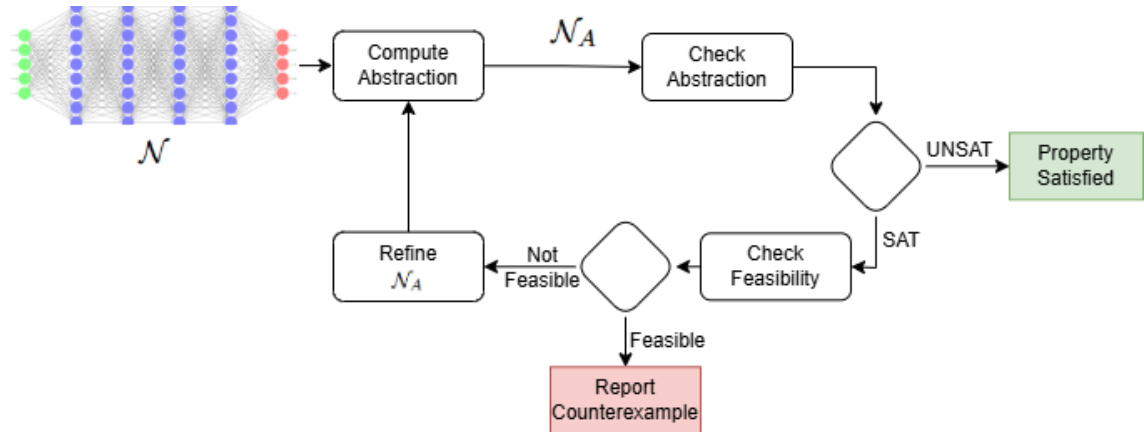 𝒩
Compute
Abstraction
𝒩_A
Check
Abstraction
UNSAT
Property
Satisfied
SAT
Check
Feasibility
Not
Feasible
Refine
𝒩_A
Feasible
Report
Counterexample